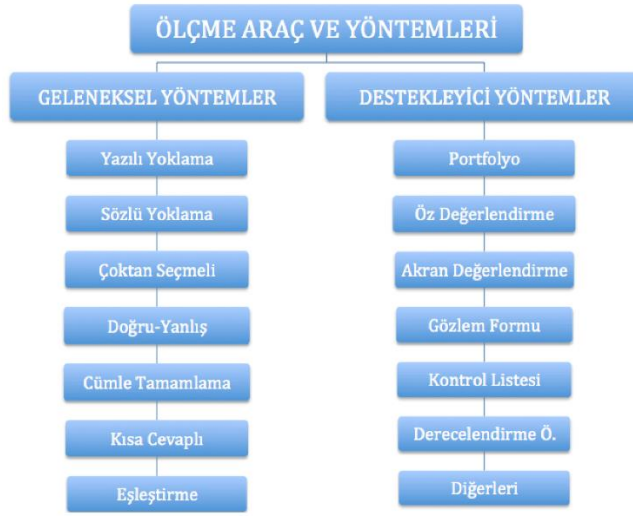 ÖLÇME ARAÇ VE YÖNTEMLERİ
GELENEKSEL YÖNTEMLER
Yazılı Yoklama
Sözlü Yoklama
Çoktan Seçmeli
Doğru-Yanlış
Cümle Tamamlama
Kısa Cevaplı
Eşleştirme
DESTEKLEYİCİ YÖNTEMLER
Portfolyo
Öz Değerlendirme
Akran Değerlendirme
Gözlem Formu
Kontrol Listesi
Derecelendirme Ö.
Diğerleri